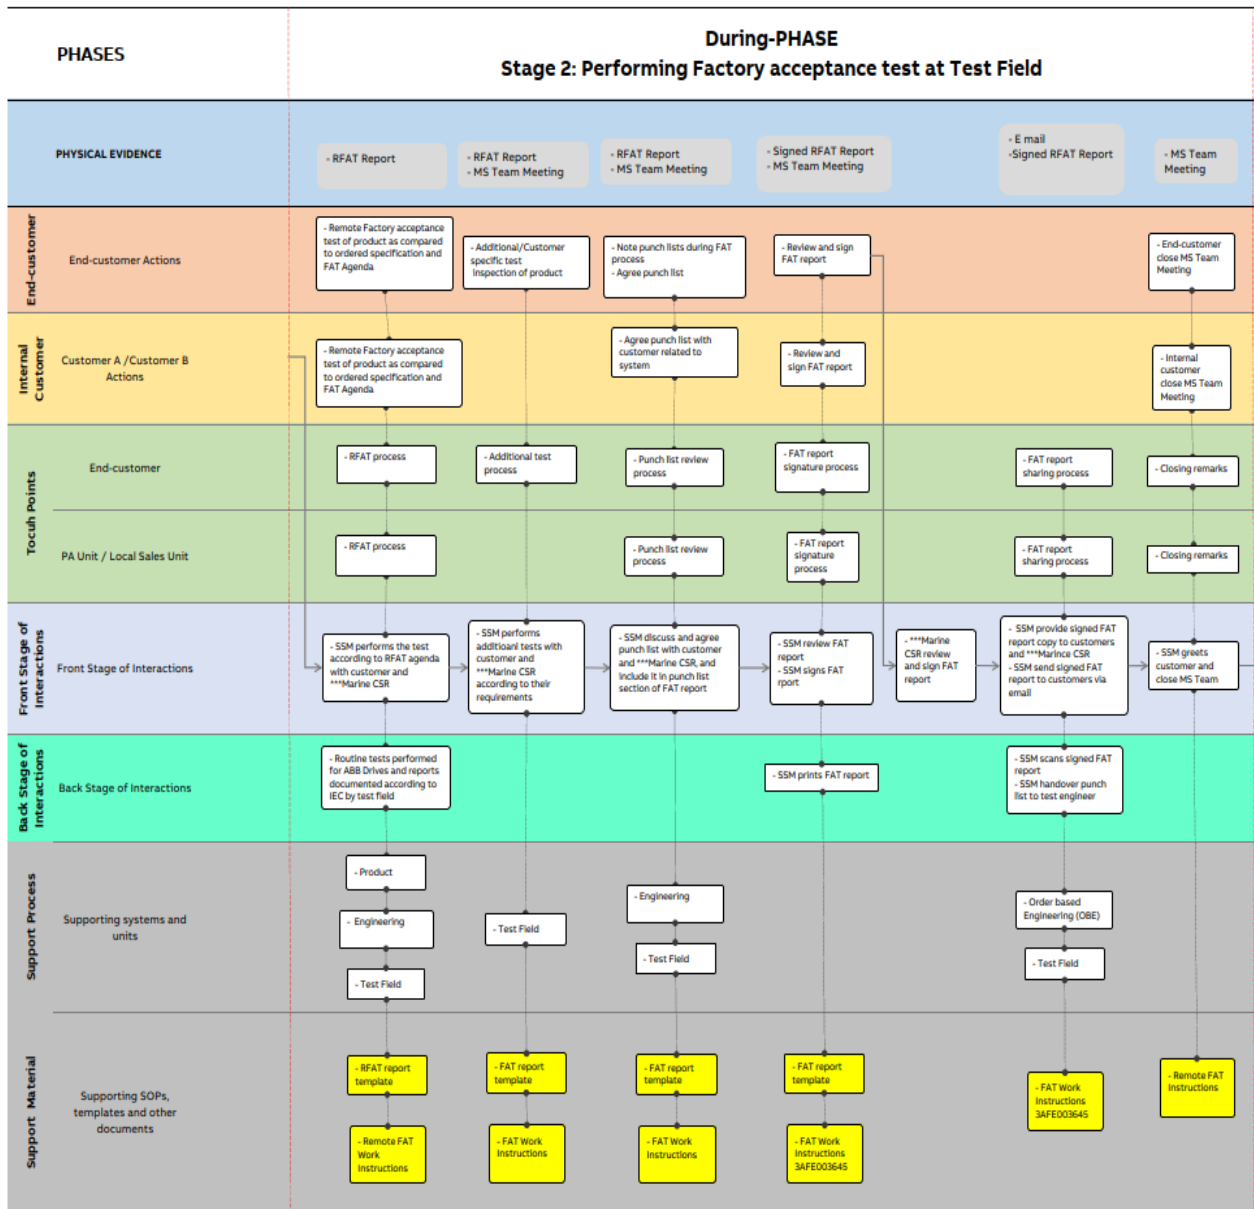 PHASES
During-PHASE
Stage 2: Performing Factory acceptance test at Test Field
PHYSICAL EVIDENCE
- RFAT Report
- RFAT Report
- MS Team Meeting
- RFAT Report
- MS Team Meeting
- Signed RFAT Report
- MS Team Meeting
- E mail
-Signed RFAT Report
- MS Team
Meeting
End-customer
End-customer Actions
- Remote Factory acceptance
test of product as compared
to ordered specification and
FAT Agenda
- Additional/Customer
specific test
inspection of product
- Note punch lists during FAT
process
- Agree punch list
- Review and sign
FAT report
- End-customer
close MS Team
Meeting
Internal
Customer
Customer A /Customer B
Actions
- Remote Factory acceptance
test of product as compared
to ordered specification and
FAT Agenda
- Agree punch list with
customer related to
system
- Review and
sign FAT report
- Internal
customer
close MS Team
Meeting
Tocuh Points
End-customer
- RFAT process
- Additional test
process
- Punch list review
process
- FAT report
signature process
- FAT report
sharing process
- Closing remarks
PA Unit / Local Sales Unit
- RFAT process
- Punch list review
process
- FAT report
signature
process
- FAT report
sharing process
- Closing remarks
Front Stage of
Interactions
Front Stage of Interactions
- SSM performs the test
according to RFAT agenda
with customer and
***Marine CSR
- SSM performs
additioanl tests with
customer and
***Marine CSR
according to their
requirements
- SSM discuss and agree
punch list with customer
and ***Marine CSR, and
include it in punch list
section of FAT report
- SSM review FAT
report
- SSM signs FAT
rport
- ***Marine
CSR review
and sign FAT
report
- SSM provide signed FAT
report copy to customers
and ***Marince CSR
- SSM send signed FAT
report to customers via
email
- SSM greets
customer and
close MS Team
Back Stage of
Interactions
Back Stage of Interactions
- Routine tests performed
for ABB Drives and reports
documented according to
IEC by test field
- SSM prints FAT report
- SSM scans signed FAT
report
- SSM handover punch
list to test engineer
Support Process
Supporting systems and
units
- Product
- Engineering
- Test Field
- Test Field
- Engineering
- Test Field
- Order based
Engineering (OBE)
- Test Field
Support Material
Supporting SOPs,
templates and other
documents
- RFAT report
template
- Remote FAT
Work
Instructions
- FAT report
template
- FAT Work
Instructions
- FAT report
template
- FAT Work
Instructions
- FAT report
template
- FAT Work
Instructions
3AFE003645
- FAT Work
Instructions
3AFE003645
- Remote FAT
Instructions